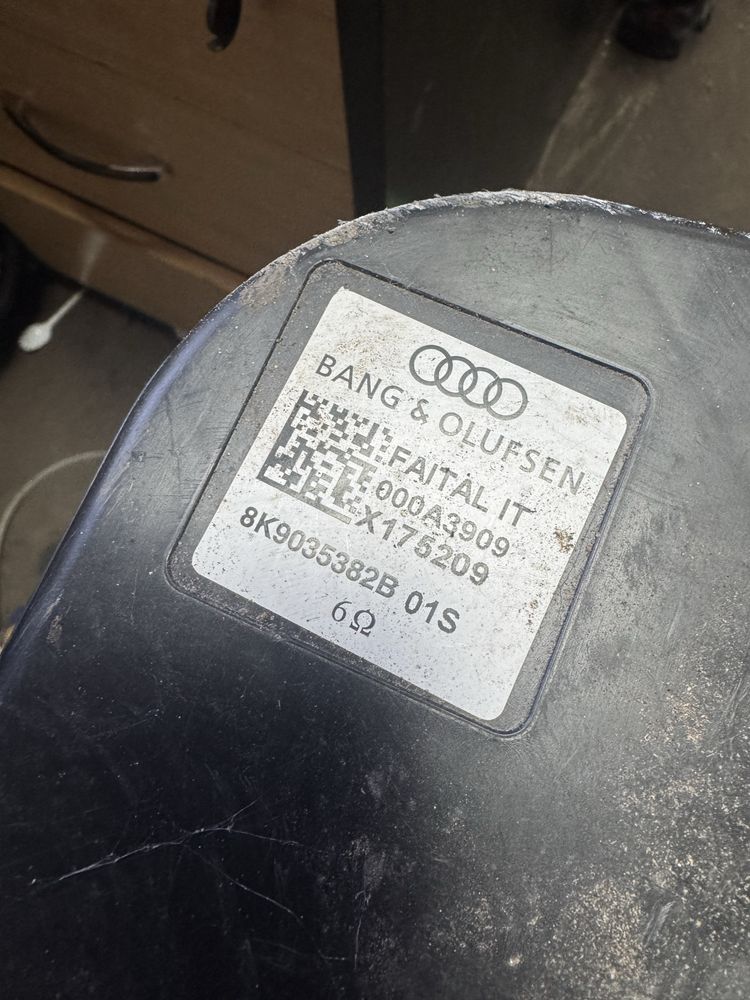 BANG & OLUFSEN
FAITAL IT
000A3909
X175209
8K9035382B 01S
6Ω